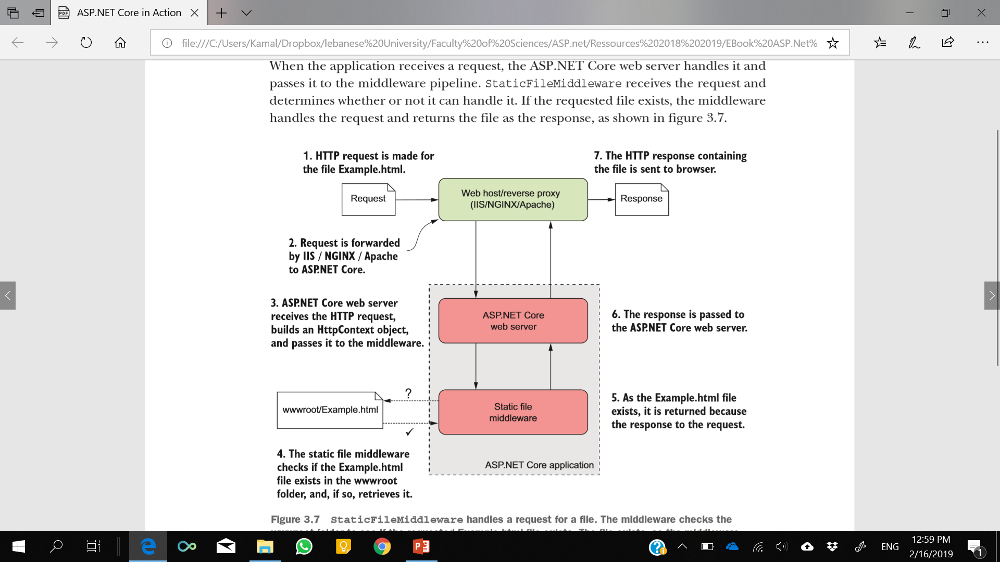 ASP.NET Core in Action
file:///C:/Users/Kamal/Dropbox/lebanese%20University/Faculty%20of%20Sciences/ASP.net/Ressources%202018%202019/EBook%20ASP.Net%.
When the application receives a request, the ASP.NET Core web server handles it and
passes it to the middleware pipeline. StaticFileMiddleware receives the request and
determines whether or not it can handle it. If the requested file exists, the middleware
handles the request and returns the file as the response, as shown in figure 3.7.
1. HTTP request is made for
the file Example.html.
7. The HTTP response containing
the file is sent to browser.
Request
Web host/reverse proxy
(IIS/NGINX/Apache)
Response
2. Request is forwarded
by IIS / NGINX / Apache
to ASP.NET Core.
3. ASP.NET Core web server
receives the HTTP request,
builds an HttpContext object,
and passes it to the middleware.
ASP.NET Core
web server
6. The response is passed to
the ASP.NET Core web server.
?
wwwroot/Example.html
Static file
middleware
5. As the Example.html file
exists, it is returned because
the response to the request.
4. The static file middleware
checks if the Example.html
file exists in the wwwroot
folder, and, if so, retrieves it.
ASP.NET Core application
Figure 3.7 StaticFileMiddleware handles a request for a file. The middleware checks the
ENG
12:59 PM
2/16/2019
1